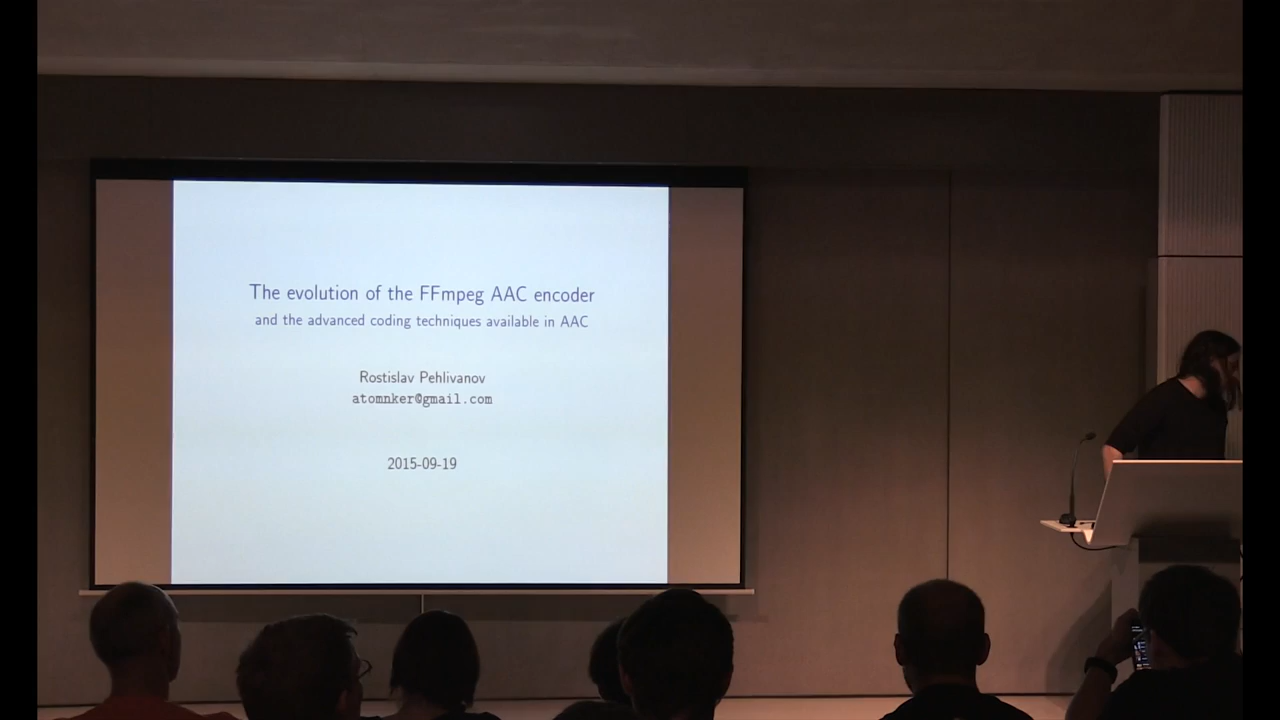 The evolution of the FFmpeg AAC encoder
and the advanced coding techniques available in AAC
Rostislav Pehlivanov
atomnker@gmail.com
2015-09-19